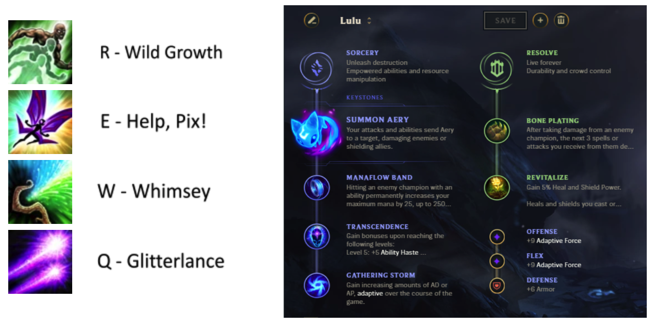 R - Wild Growth
E - Help, Pix!
W - Whimsey
Q - Glitterlance
Lulu
SAVE
SORCERY
Unleash destruction
Empowered abilities and resource
manipulation
KEYSTONES
SUMMON AERY
Your attacks and abilities send Aery
to a target, damaging enemies or
shielding allies.
MANAFLOW BAND
Hitting an enemy champion with an
ability permanently increases your
maximum mana by 25, up to 250...
TRANSCENDENCE
Gain bonuses upon reaching the
following levels:
Level 5: +5 Ability Haste ...
GATHERING STORM
Gain increasing amounts of AD or
AP, adaptive over the course of the
game.
RESOLVE
Live forever
Durability and crowd control
BONE PLATING
After taking damage from an enemy
champion, the next 3 spells or
attacks you receive from them de...
REVITALIZE
Gain 5% Heal and Shield Power.
Heals and shields you cast or...
OFFENSE
+9 Adaptive Force
FLEX
+9 Adaptive Force
DEFENSE
+6 Armor